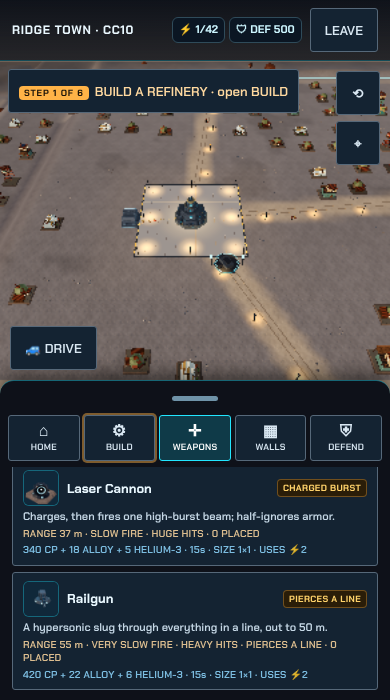 RIDGE TOWN · CC10
⚡ 1/42
🛡 DEF 500
LEAVE
STEP 1 OF 6 BUILD A REFINERY · open BUILD
🚙 DRIVE
HOME
BUILD
WEAPONS
WALLS
DEFEND
Laser Cannon
CHARGED BURST
Charges, then fires one high-burst beam; half-ignores armor.
RANGE 37 m · SLOW FIRE · HUGE HITS · 0 PLACED
340 CP + 18 ALLOY + 5 HELIUM-3 · 15s · SIZE 1×1 · USES ⚡2
Railgun
PIERCES A LINE
A hypersonic slug through everything in a line, out to 50 m.
RANGE 55 m · VERY SLOW FIRE · HEAVY HITS · PIERCES A LINE · 0
PLACED
420 CP + 22 ALLOY + 6 HELIUM-3 · 15s · SIZE 1×1 · USES ⚡2